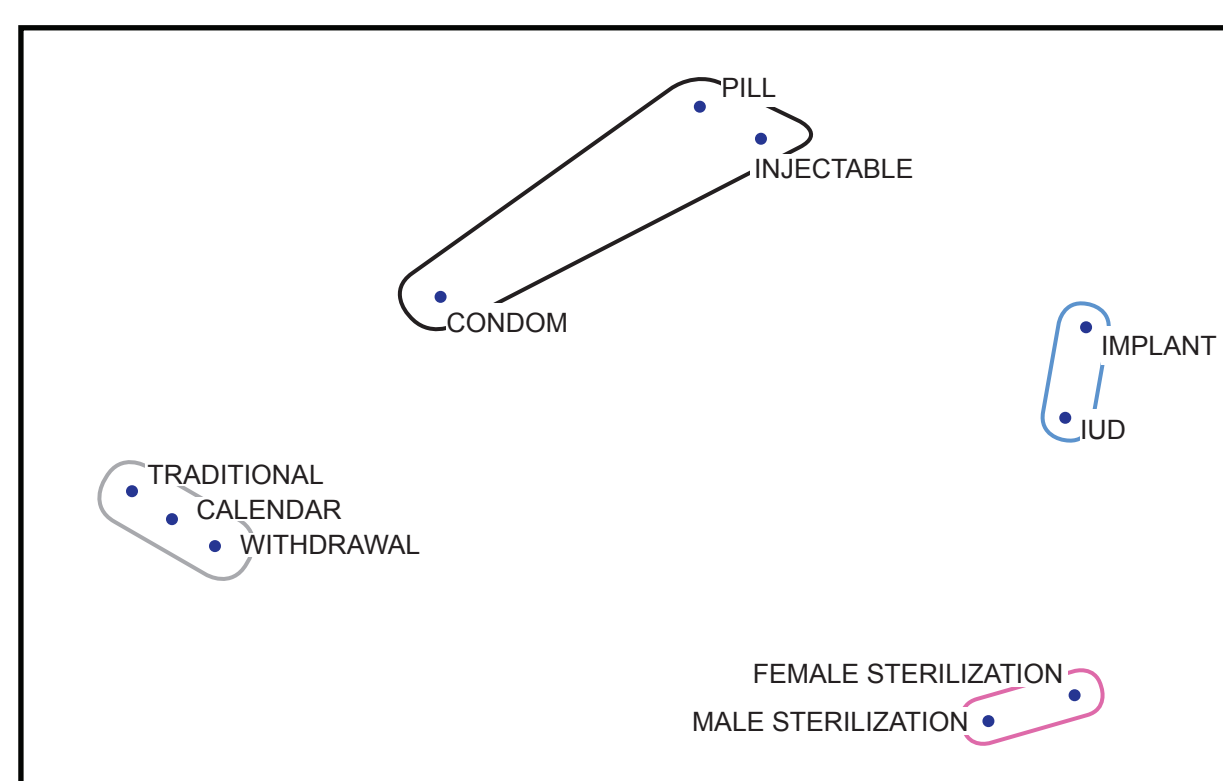 PILL
INJECTABLE
CONDOM
IMPLANT
IUD
TRADITIONAL
CALENDAR
WITHDRAWAL
FEMALE STERILIZATION
MALE STERILIZATION